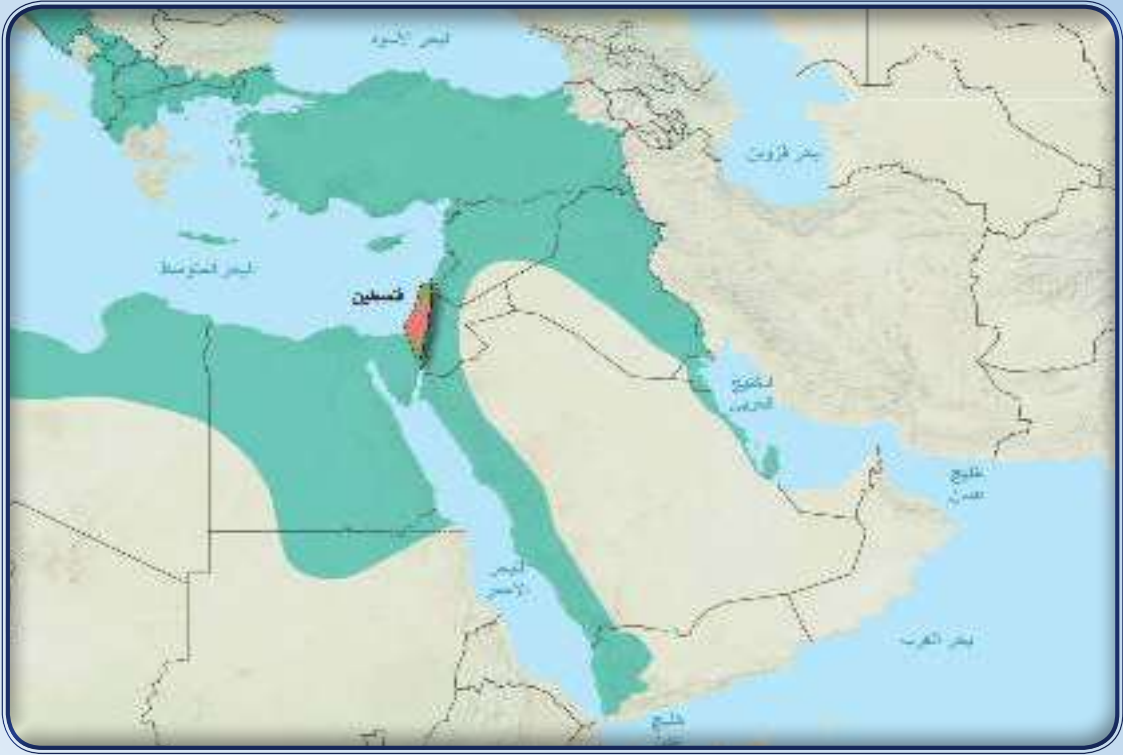 البحر الأسود
بحر قزوين
البحر المتوسط
فلسطين
الخليج
العربي
خليج
عمان
البحر
الأحمر
بحر العرب
خليج
عدن